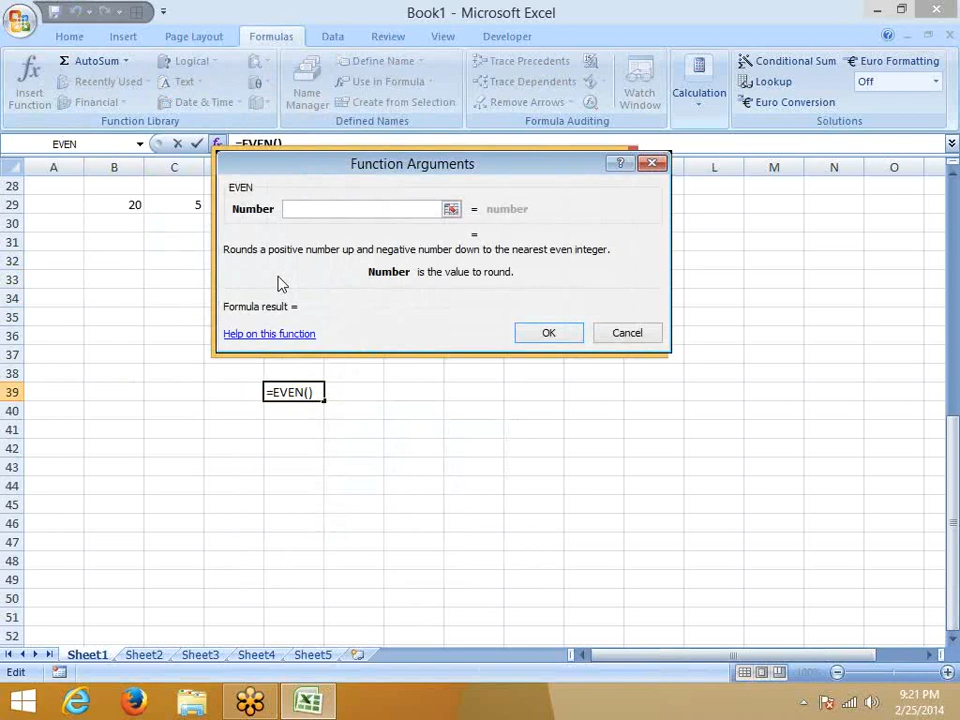 Book1 - Microsoft Excel
Home Insert Page Layout Formulas Data Review View Developer
fx Insert Function
Σ AutoSum
Recently Used
Financial
Logical
Text
Date & Time
Function Library
Name Manager
Define Name
Use in Formula
Create from Selection
Defined Names
Trace Precedents
Trace Dependents
Remove Arrows
Formula Auditing
Watch Window
Calculation
Conditional Sum
Lookup
Euro Conversion
Euro Formatting
Off
Solutions
EVEN fx =EVEN()
A B C L M N O
Function Arguments
EVEN
Number = number
=
Rounds a positive number up and negative number down to the nearest even integer.
Number is the value to round.
Formula result =
Help on this function
OK Cancel
28
29 20 5
30
31
32
33
34
35
36
37
38
39 =EVEN()
40
41
42
43
44
45
46
47
48
49
50
51
52
Sheet1 Sheet2 Sheet3 Sheet4 Sheet5
Edit 100%
9:21 PM
2/25/2014